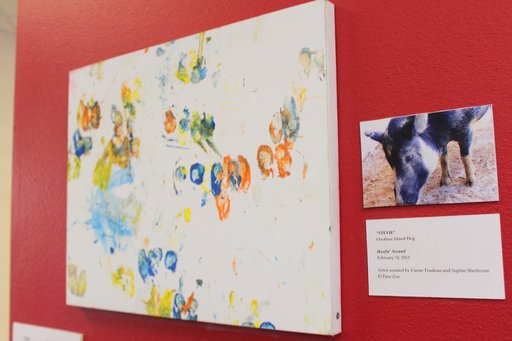 "STEVIE"
Ossabaw Island Hog
Hoofin' Around
February 18, 2013
Artist assisted by Carrie Trudeau and Sophie Sherburne
El Paso Zoo